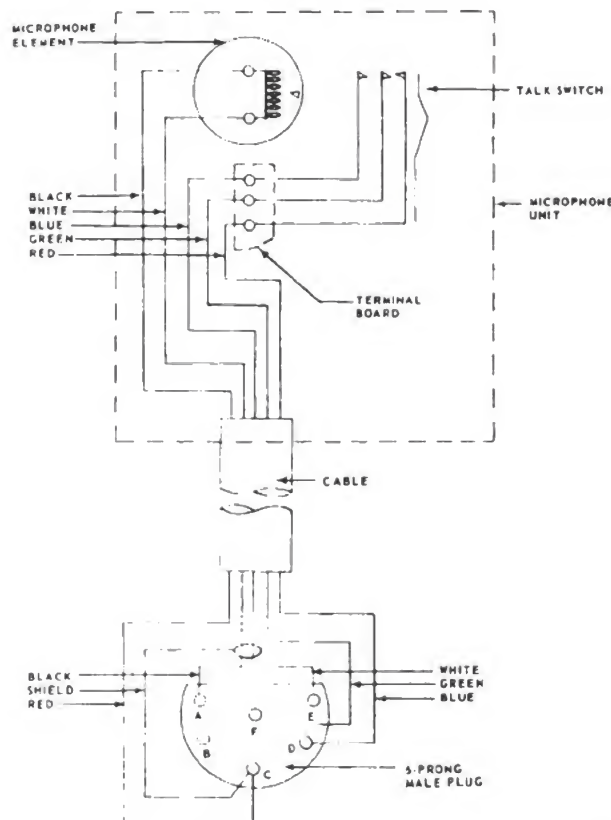 MICROPHONE
ELEMENT
TALK SWITCH
BLACK
WHITE
BLUE
GREEN
RED
MICROPHONE
UNIT
TERMINAL
BOARD
CABLE
BLACK
SHIELD
RED
WHITE
GREEN
BLUE
A
E
F
B
D
C
5-PRONG
MALE PLUG